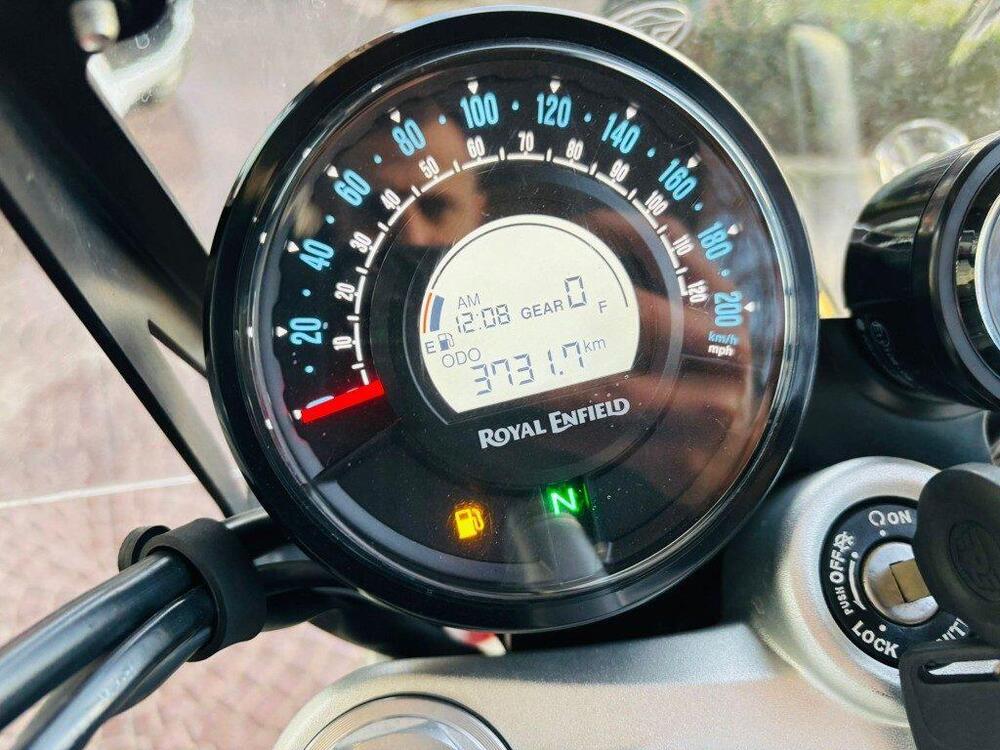 20
40
60
80
100
120
140
160
180
200
km/h
mph
10
20
30
40
50
60
70
80
90
100
110
120
AM
12:08 GEAR 0
E F
ODO
3731.7 km
ROYAL ENFIELD
N
ON
OFF
PUSH
LOCK